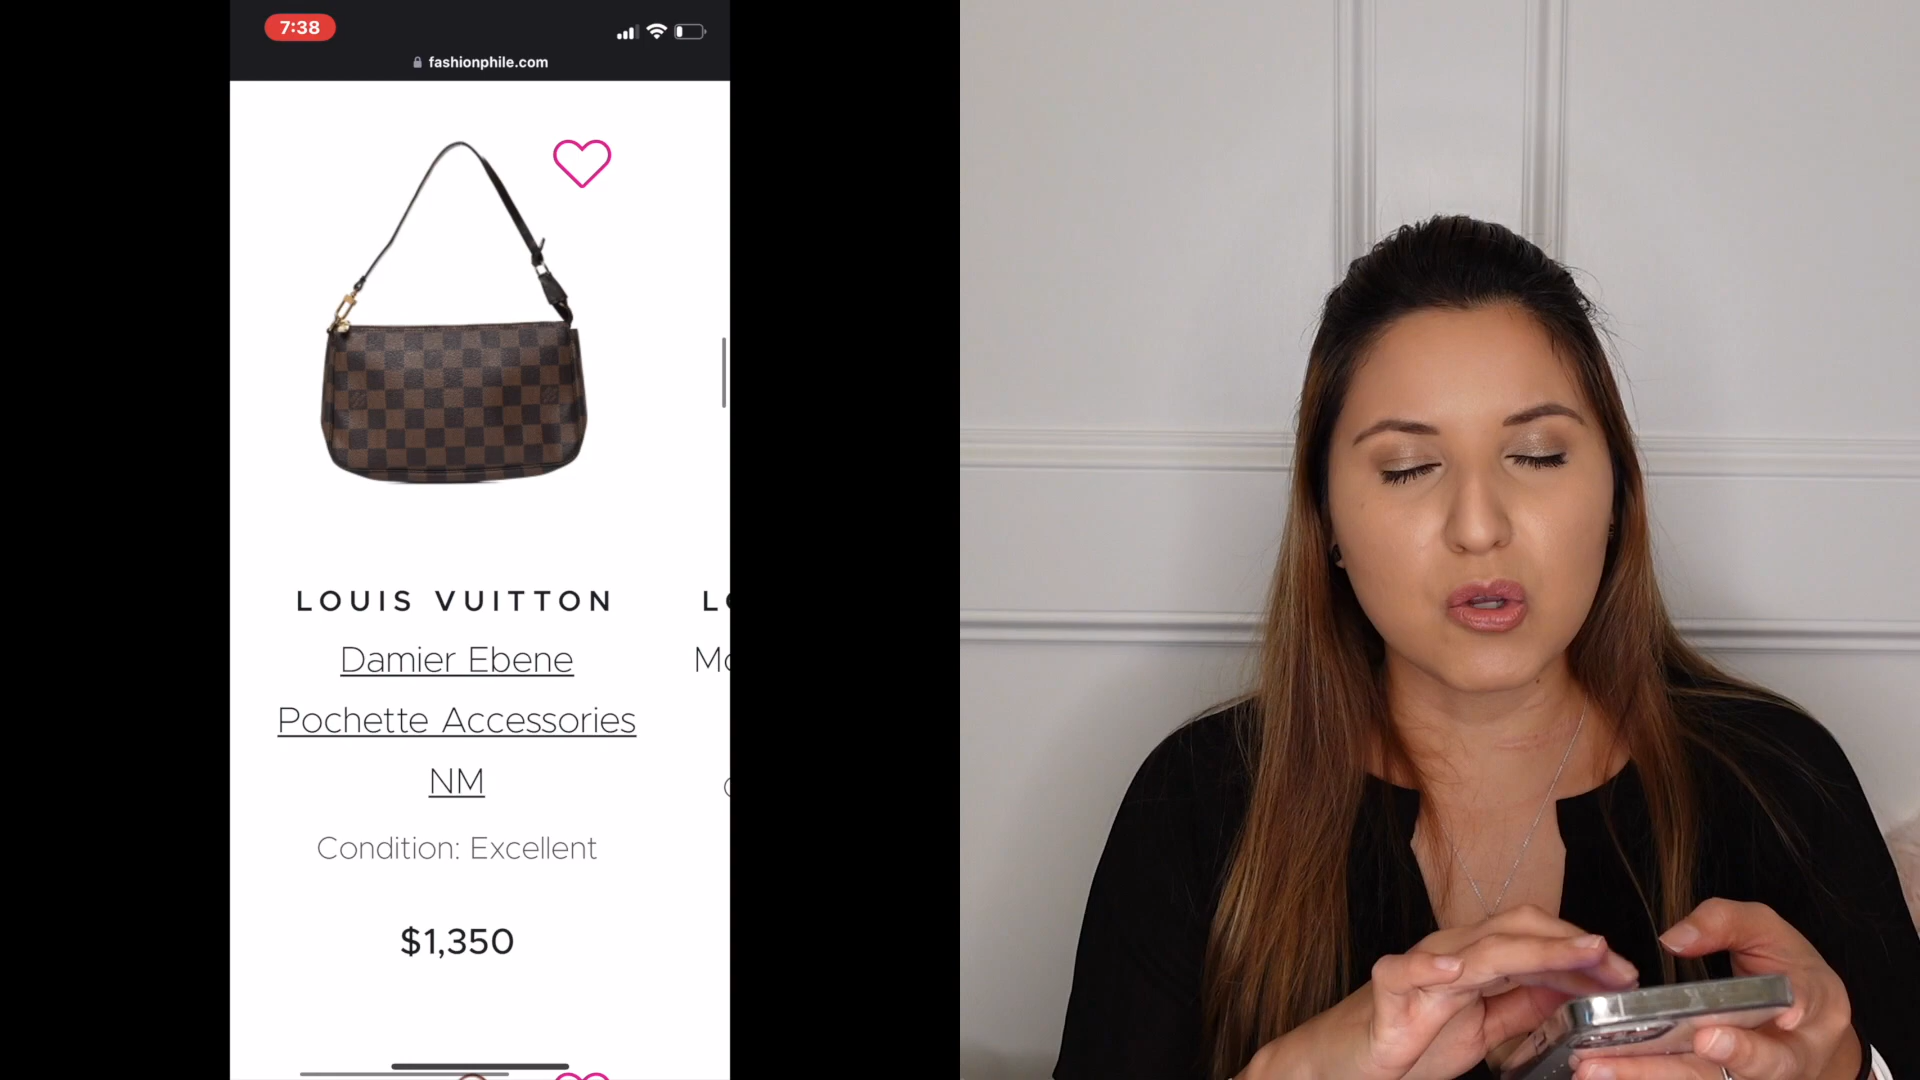 7:38
fashionphile.com
LOUIS VUITTON
Damier Ebene
Pochette Accessories
NM
Condition: Excellent
$1,350